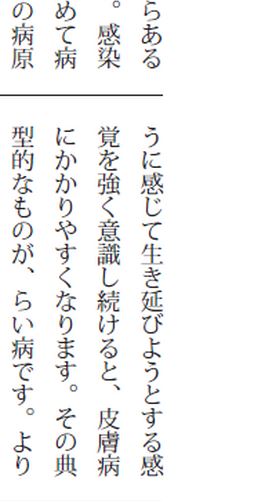 らある
。感染
めて病
の病原
うに感じて生き延びようとする感
覚を強く意識し続けると、皮膚病
にかかりやすくなります。その典
型的なものが、らい病です。より